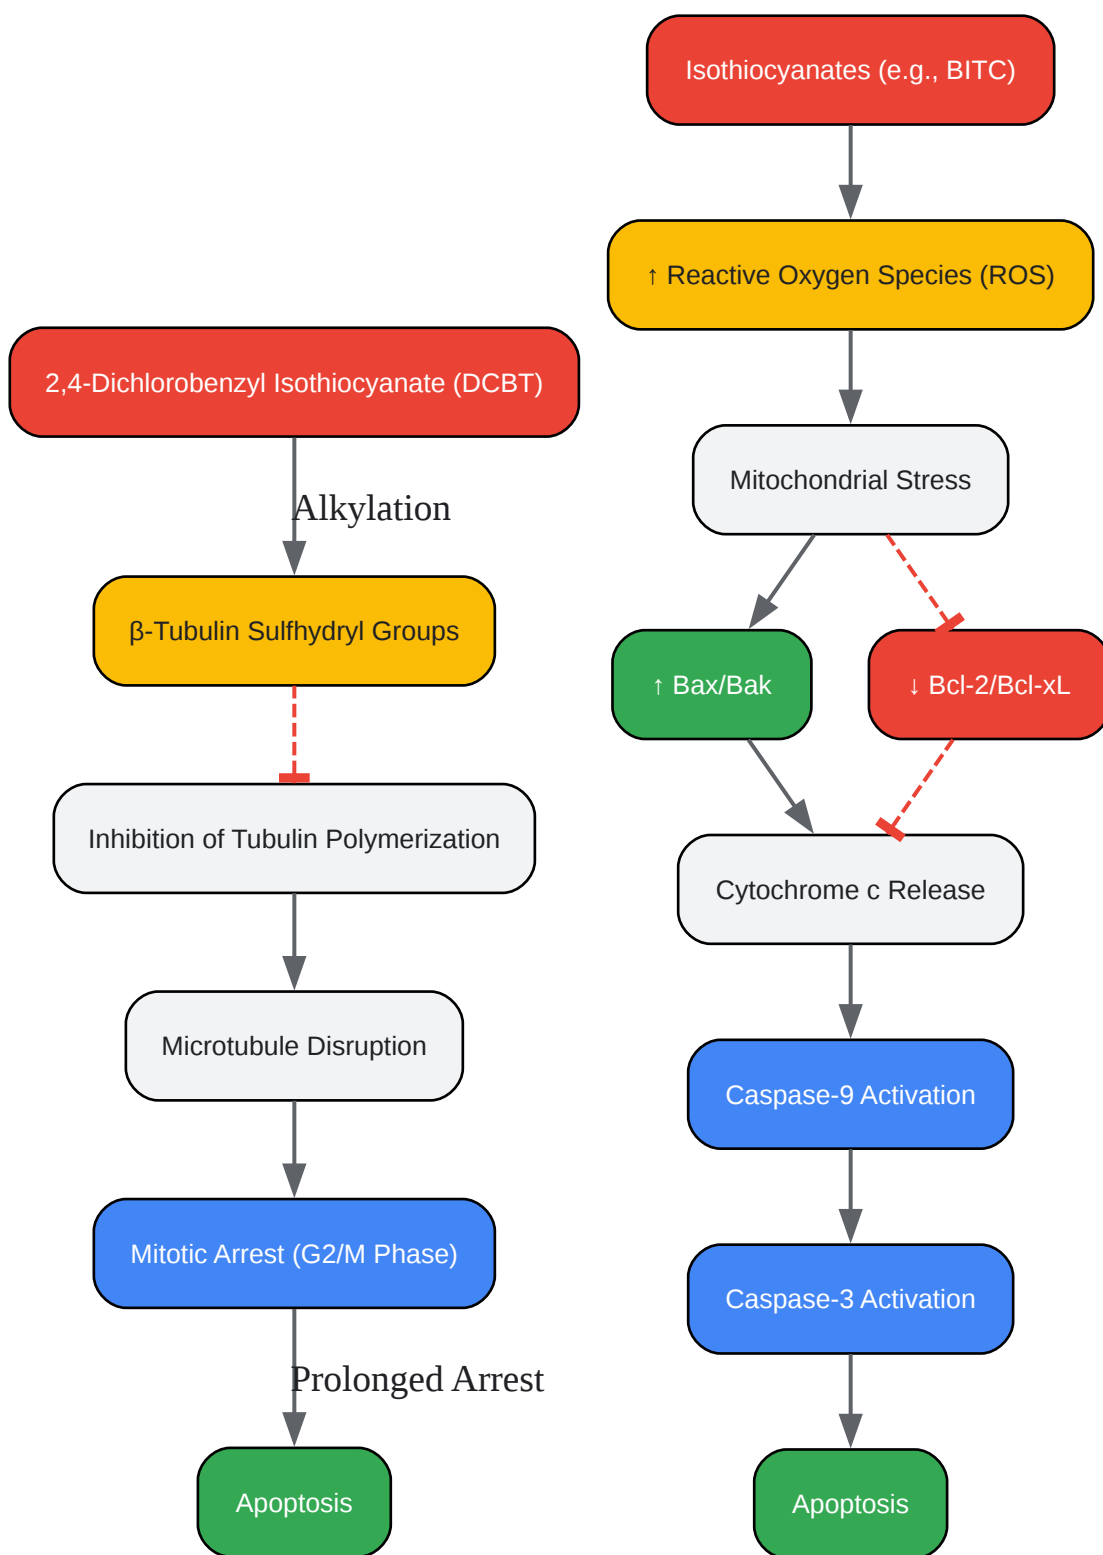 2,4-Dichlorobenzyl Isothiocyanate (DCBT)
Alkylation
β-Tubulin Sulfhydryl Groups
Inhibition of Tubulin Polymerization
Microtubule Disruption
Mitotic Arrest (G2/M Phase)
Prolonged Arrest
Apoptosis
Isothiocyanates (e.g., BITC)
↑ Reactive Oxygen Species (ROS)
Mitochondrial Stress
↑ Bax/Bak
↓ Bcl-2/Bcl-xL
Cytochrome c Release
Caspase-9 Activation
Caspase-3 Activation
Apoptosis